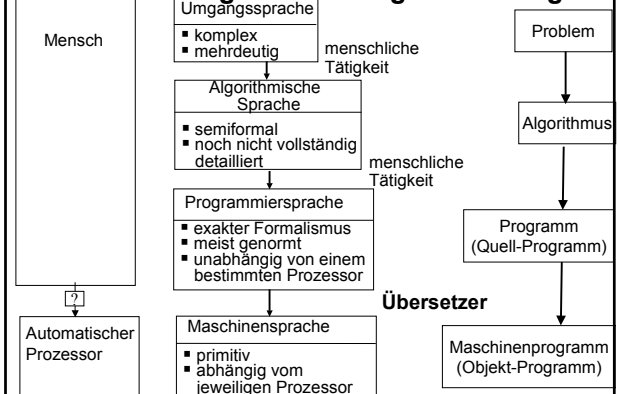 Mensch
?
Automatischer
Prozessor
Umgangssprache
▪ komplex
▪ mehrdeutig
menschliche
Tätigkeit
Algorithmische
Sprache
▪ semiformal
▪ noch nicht vollständig
detailliert
menschliche
Tätigkeit
Programmiersprache
▪ exakter Formalismus
▪ meist genormt
▪ unabhängig von einem
bestimmten Prozessor
Übersetzer
Maschinensprache
▪ primitiv
▪ abhängig vom
jeweiligen Prozessor
Problem
Algorithmus
Programm
(Quell-Programm)
Maschinenprogramm
(Objekt-Programm)